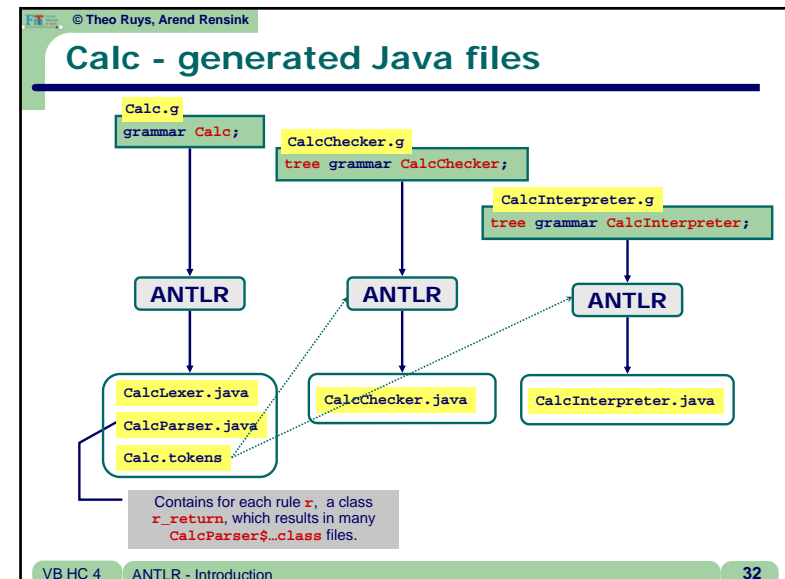 © Theo Ruys, Arend Rensink
Calc - generated Java files
Calc.g
grammar Calc;
CalcChecker.g
tree grammar CalcChecker;
CalcInterpreter.g
tree grammar CalcInterpreter;
ANTLR
ANTLR
ANTLR
CalcLexer.java
CalcParser.java
Calc.tokens
CalcChecker.java
CalcInterpreter.java
Contains for each rule r, a class
r_return, which results in many
CalcParser$…class files.
VB HC 4
ANTLR - Introduction
32